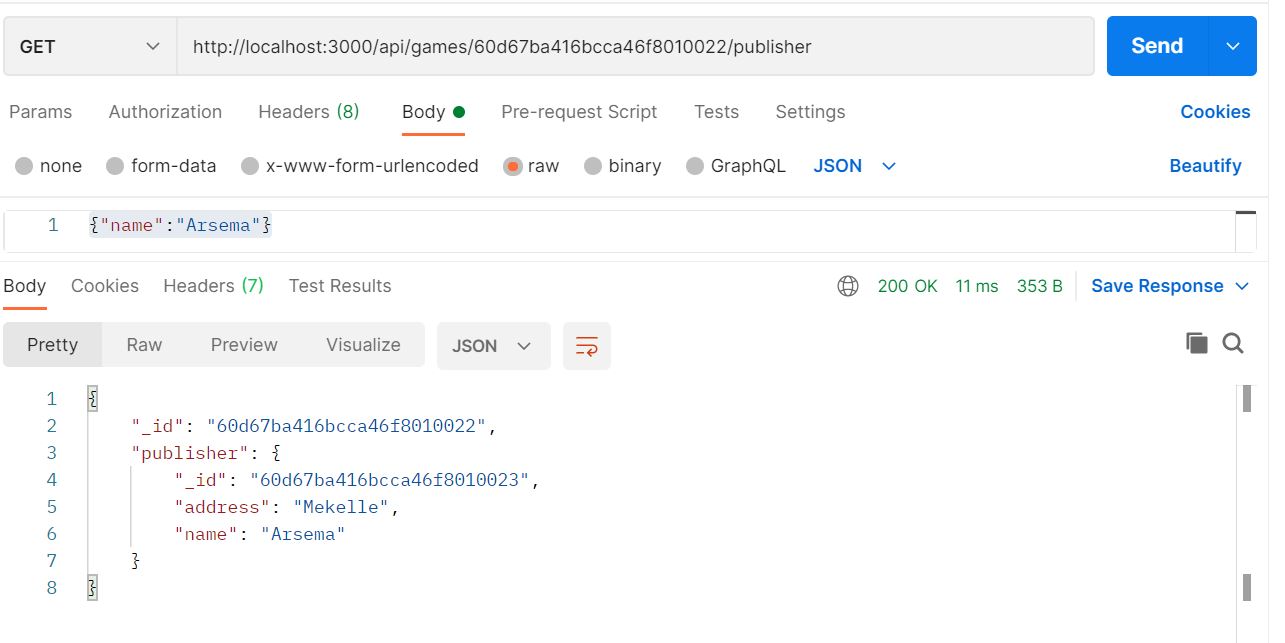 GET http://localhost:3000/api/games/60d67ba416bcca46f8010022/publisher Send
Params Authorization Headers (8) Body Pre-request Script Tests Settings Cookies
none form-data x-www-form-urlencoded raw binary GraphQL JSON Beautify
1 {"name":"Arsema"}
Body Cookies Headers (7) Test Results 200 OK 11 ms 353 B Save Response
Pretty Raw Preview Visualize JSON
1 {
2 "_id": "60d67ba416bcca46f8010022",
3 "publisher": {
4 "_id": "60d67ba416bcca46f8010023",
5 "address": "Mekelle",
6 "name": "Arsema"
7 }
8 }